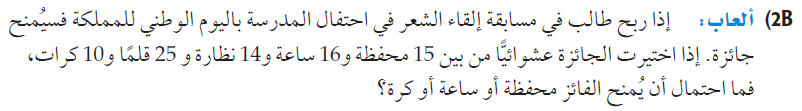 2B) ألعاب: إذا ربح طالب في مسابقة إلقاء الشعر في احتفال المدرسة باليوم الوطني للمملكة فسيُمنح
جائزة. إذا اختيرت الجائزة عشوائيًّا من بين 15 محفظة و16 ساعة و14 نظارة و 25 قلمًا و10 كرات،
فما احتمال أن يُمنح الفائز محفظة أو ساعة أو كرة؟